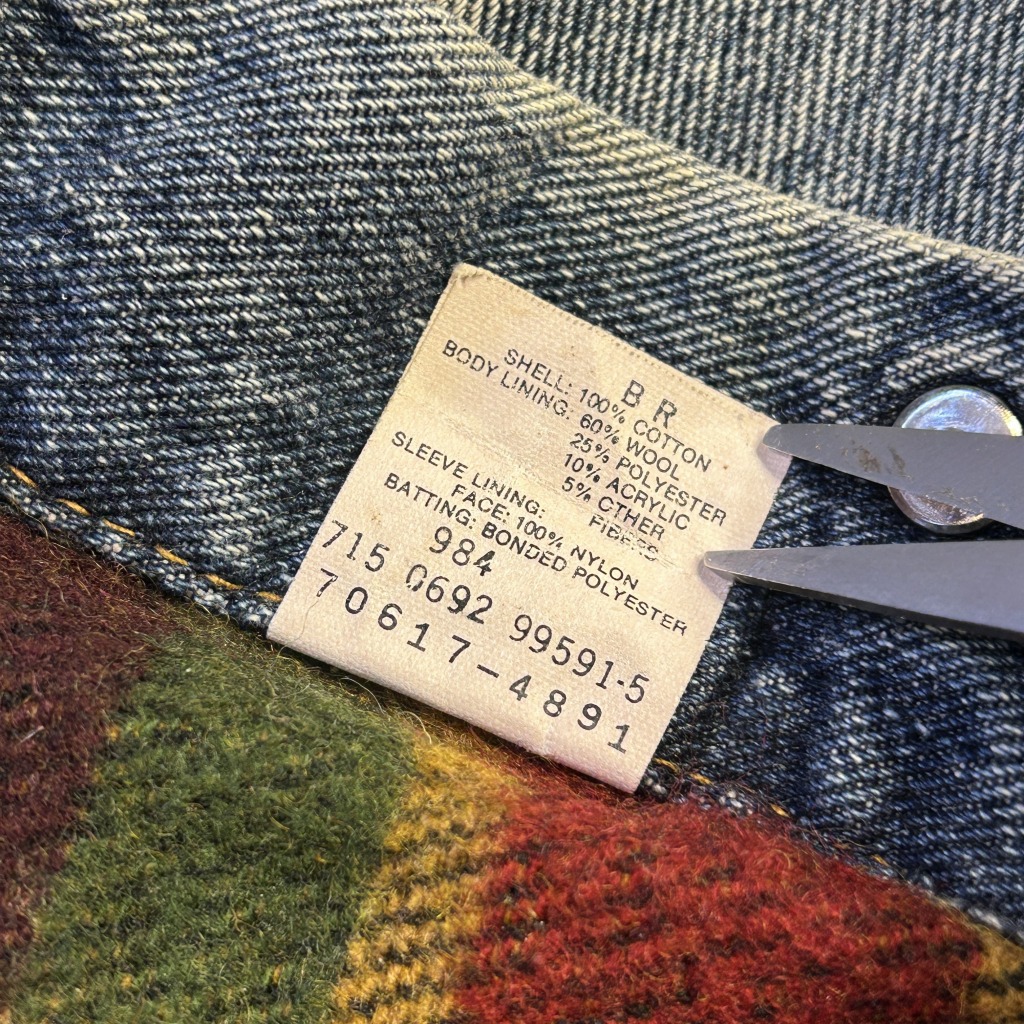 B R
SHELL: 100% COTTON
BODY LINING: 60% WOOL
25% POLYESTER
10% ACRYLIC
5% CTHER
FIBERS
SLEEVE LINING:
FACE: 100% NYLON
BATTING: BONDED POLYESTER
984
715 0692 99591-5
70617-4891